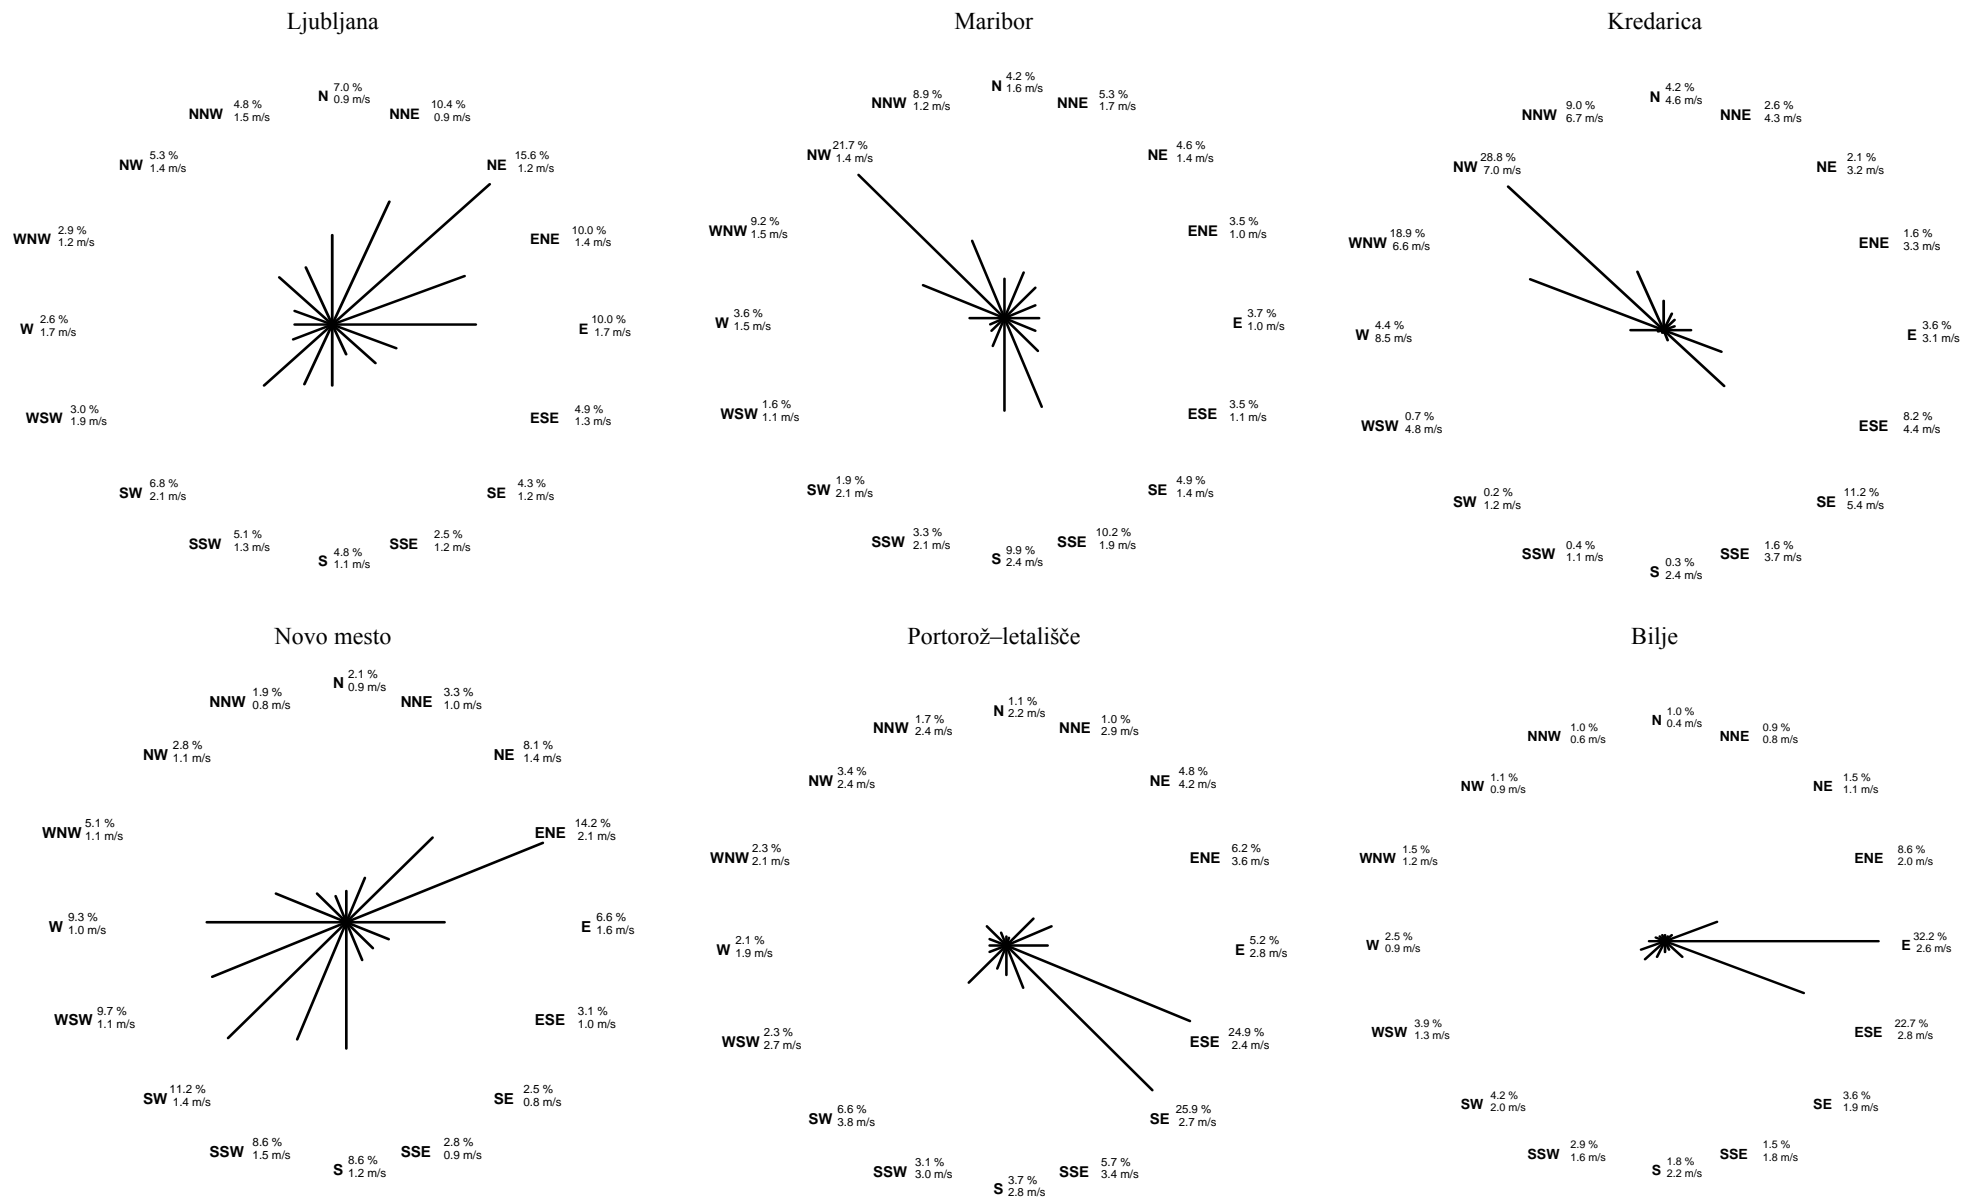 Ljubljana
N 7.0 %
0.9 m/s
NNE 10.4 %
0.9 m/s
NE 15.6 %
1.2 m/s
ENE 10.0 %
1.4 m/s
E 10.0 %
1.7 m/s
ESE 4.9 %
1.3 m/s
SE 4.3 %
1.2 m/s
SSE 2.5 %
1.2 m/s
S 4.8 %
1.1 m/s
SSW 5.1 %
1.3 m/s
SW 6.8 %
2.1 m/s
WSW 3.0 %
1.9 m/s
W 2.6 %
1.7 m/s
WNW 2.9 %
1.2 m/s
NW 5.3 %
1.4 m/s
NNW 4.8 %
1.5 m/s
Maribor
N 4.2 %
1.6 m/s
NNE 5.3 %
1.7 m/s
NE 4.6 %
1.4 m/s
ENE 3.5 %
1.0 m/s
E 3.7 %
1.0 m/s
ESE 3.5 %
1.1 m/s
SE 4.9 %
1.4 m/s
SSE 10.2 %
1.9 m/s
S 9.9 %
2.4 m/s
SSW 3.3 %
2.1 m/s
SW 1.9 %
2.1 m/s
WSW 1.6 %
1.1 m/s
W 3.6 %
1.5 m/s
WNW 9.2 %
1.5 m/s
NW 21.7 %
1.4 m/s
NNW 8.9 %
1.2 m/s
Kredarica
N 4.2 %
4.6 m/s
NNE 2.6 %
4.3 m/s
NE 2.1 %
3.2 m/s
ENE 1.6 %
3.3 m/s
E 3.6 %
3.1 m/s
ESE 8.2 %
4.4 m/s
SE 11.2 %
5.4 m/s
SSE 1.6 %
3.7 m/s
S 0.3 %
2.4 m/s
SSW 0.4 %
1.1 m/s
SW 0.2 %
1.2 m/s
WSW 0.7 %
4.8 m/s
W 4.4 %
8.5 m/s
WNW 18.9 %
6.6 m/s
NW 28.8 %
7.0 m/s
NNW 9.0 %
6.7 m/s
Novo mesto
N 2.1 %
0.9 m/s
NNE 3.3 %
1.0 m/s
NE 8.1 %
1.4 m/s
ENE 14.2 %
2.1 m/s
E 6.6 %
1.6 m/s
ESE 3.1 %
1.0 m/s
SE 2.5 %
0.8 m/s
SSE 2.8 %
0.9 m/s
S 8.6 %
1.2 m/s
SSW 8.6 %
1.5 m/s
SW 11.2 %
1.4 m/s
WSW 9.7 %
1.1 m/s
W 9.3 %
1.0 m/s
WNW 5.1 %
1.1 m/s
NW 2.8 %
1.1 m/s
NNW 1.9 %
0.8 m/s
Portorož–letališče
N 1.1 %
2.2 m/s
NNE 1.0 %
2.9 m/s
NE 4.8 %
4.2 m/s
ENE 6.2 %
3.6 m/s
E 5.2 %
2.8 m/s
ESE 24.9 %
2.4 m/s
SE 25.9 %
2.7 m/s
SSE 5.7 %
3.4 m/s
S 3.7 %
2.8 m/s
SSW 3.1 %
3.0 m/s
SW 6.6 %
3.8 m/s
WSW 2.3 %
2.7 m/s
W 2.1 %
1.9 m/s
WNW 2.3 %
2.1 m/s
NW 3.4 %
2.4 m/s
NNW 1.7 %
2.4 m/s
Bilje
N 1.0 %
0.4 m/s
NNE 0.9 %
0.8 m/s
NE 1.5 %
1.1 m/s
ENE 8.6 %
2.0 m/s
E 32.2 %
2.6 m/s
ESE 22.7 %
2.8 m/s
SE 3.6 %
1.9 m/s
SSE 1.5 %
1.8 m/s
S 1.8 %
2.2 m/s
SSW 2.9 %
1.6 m/s
SW 4.2 %
2.0 m/s
WSW 3.9 %
1.3 m/s
W 2.5 %
0.9 m/s
WNW 1.5 %
1.2 m/s
NW 1.1 %
0.9 m/s
NNW 1.0 %
0.6 m/s